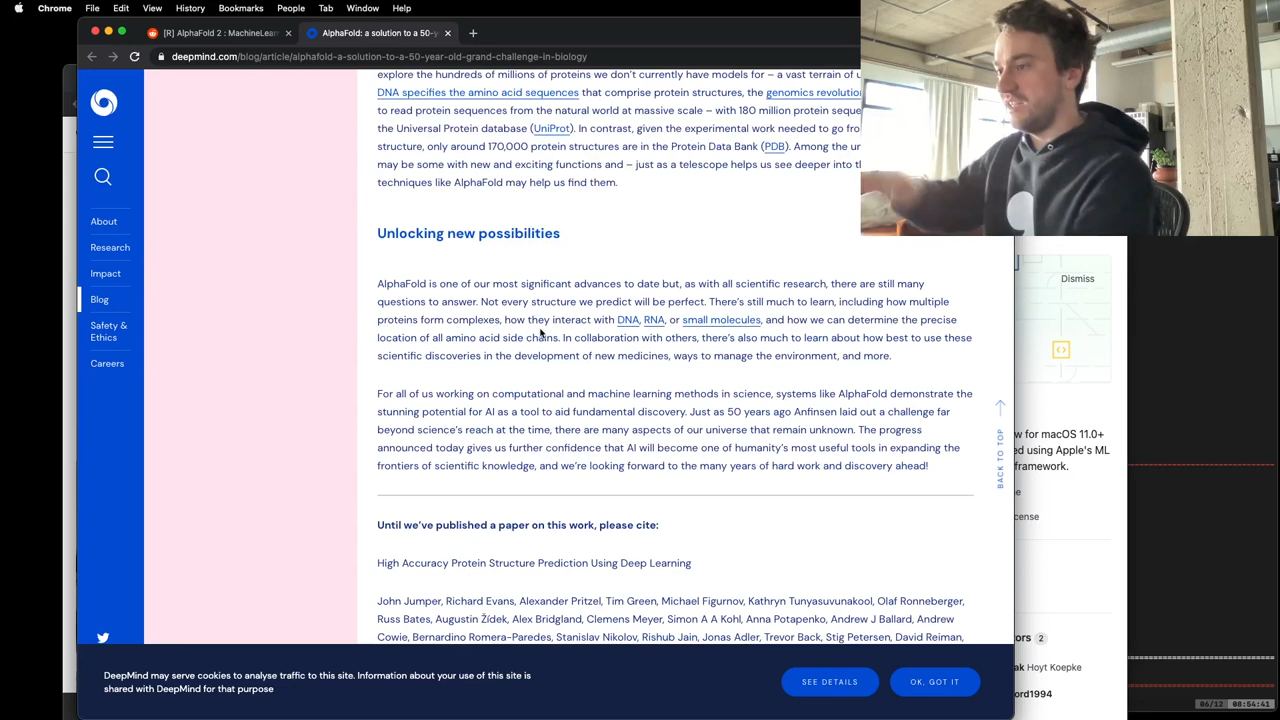 Chrome File Edit View History Bookmarks People Tab Window Help
[R] AlphaFold 2 : MachineLearn
AlphaFold: a solution to a 50-y
deepmind.com/blog/article/alphafold-a-solution-to-a-50-year-old-grand-challenge-in-biology
explore the hundreds of millions of proteins we don't currently have models for – a vast terrain of
DNA specifies the amino acid sequences that comprise protein structures, the genomics revolution
to read protein sequences from the natural world at massive scale – with 180 million protein seque
the Universal Protein database (UniProt). In contrast, given the experimental work needed to go fro
structure, only around 170,000 protein structures are in the Protein Data Bank (PDB). Among the un
may be some with new and exciting functions and – just as a telescope helps us see deeper into th
techniques like AlphaFold may help us find them.
Unlocking new possibilities
AlphaFold is one of our most significant advances to date but, as with all scientific research, there are still many
questions to answer. Not every structure we predict will be perfect. There's still much to learn, including how multiple
proteins form complexes, how they interact with DNA, RNA, or small molecules, and how we can determine the precise
location of all amino acid side chains. In collaboration with others, there's also much to learn about how best to use these
scientific discoveries in the development of new medicines, ways to manage the environment, and more.
For all of us working on computational and machine learning methods in science, systems like AlphaFold demonstrate the
stunning potential for AI as a tool to aid fundamental discovery. Just as 50 years ago Anfinsen laid out a challenge far
beyond science's reach at the time, there are many aspects of our universe that remain unknown. The progress
announced today gives us further confidence that AI will become one of humanity's most useful tools in expanding the
frontiers of scientific knowledge, and we're looking forward to the many years of hard work and discovery ahead!
Until we've published a paper on this work, please cite:
High Accuracy Protein Structure Prediction Using Deep Learning
John Jumper, Richard Evans, Alexander Pritzel, Tim Green, Michael Figurnov, Kathryn Tunyasuvunakool, Olaf Ronneberger,
Russ Bates, Augustin Žídek, Alex Bridgland, Clemens Meyer, Simon A A Kohl, Anna Potapenko, Andrew J Ballard, Andrew
Cowie, Bernardino Romera-Paredes, Stanislav Nikolov, Rishub Jain, Jonas Adler, Trevor Back, Stig Petersen, David Reiman,
About
Research
Impact
Blog
Safety &
Ethics
Careers
BACK TO TOP
DeepMind may serve cookies to analyse traffic to this site. Information about your use of this site is
shared with DeepMind for that purpose
SEE DETAILS
OK, GOT IT
Dismiss
w for macOS 11.0+
ed using Apple's ML
framework.
se
cense
tors 2
ak Hoyt Koepke
ord1994
06/12 08:54:41